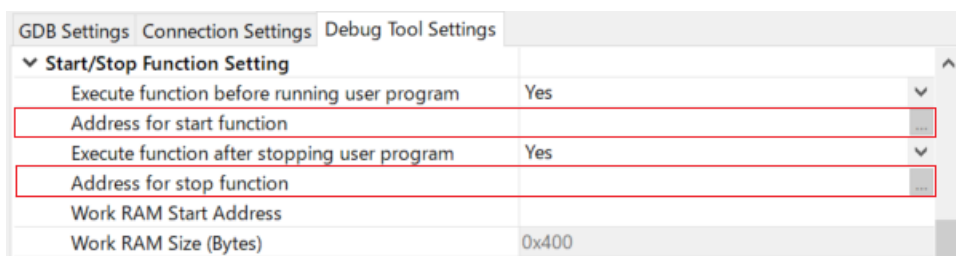 GDB Settings Connection Settings Debug Tool Settings
Start/Stop Function Setting
Execute function before running user program Yes
Address for start function ...
Execute function after stopping user program Yes
Address for stop function ...
Work RAM Start Address
Work RAM Size (Bytes) 0x400